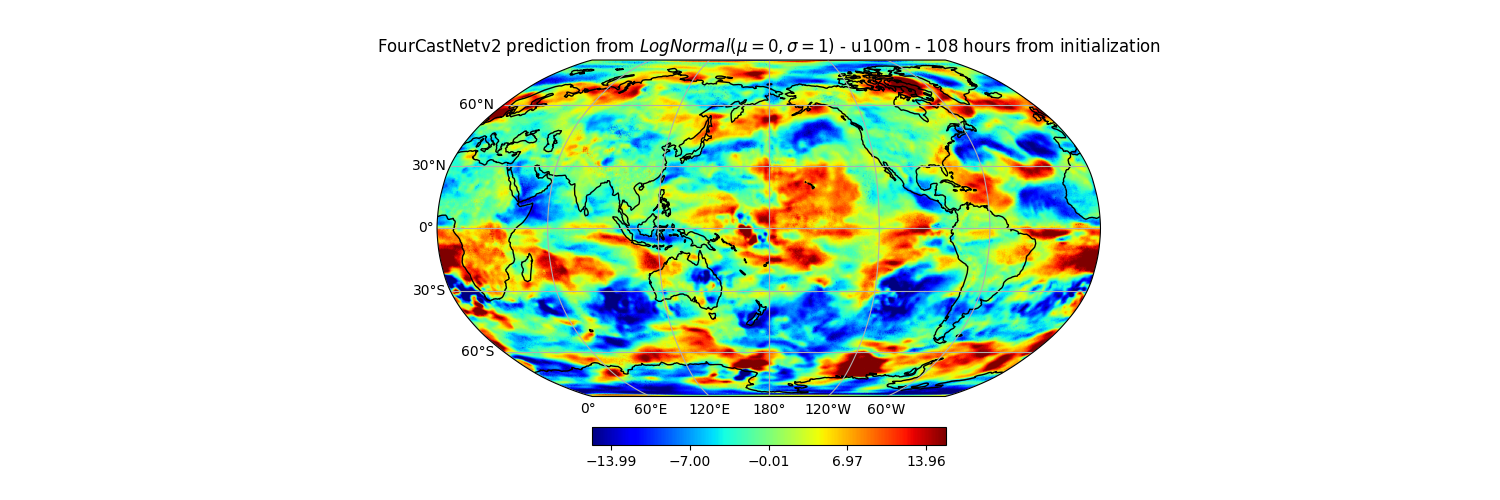 FourCastNetv2 prediction from LogNormal(μ = 0, σ = 1) - u100m - 108 hours from initialization
60°N
30°N
0°
30°S
60°S
0° 60°E 120°E 180° 120°W 60°W
−13.99 −7.00 −0.01 6.97 13.96